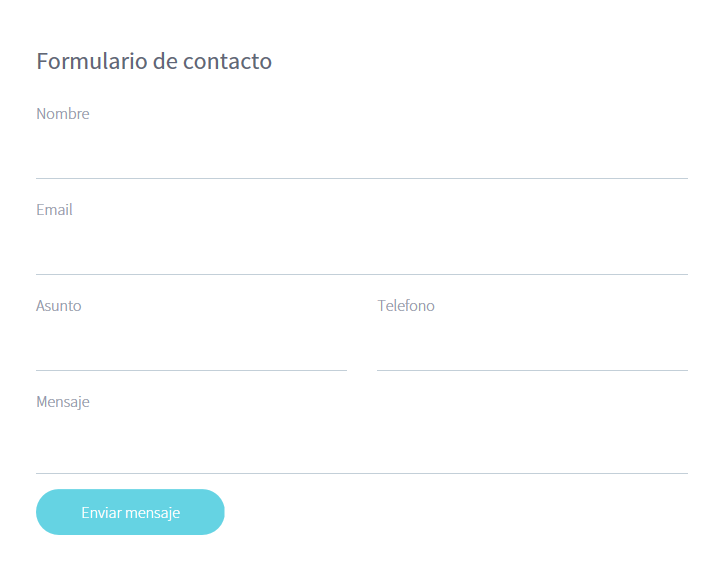 Formulario de contacto
Nombre
Email
Asunto Telefono
Mensaje
Enviar mensaje